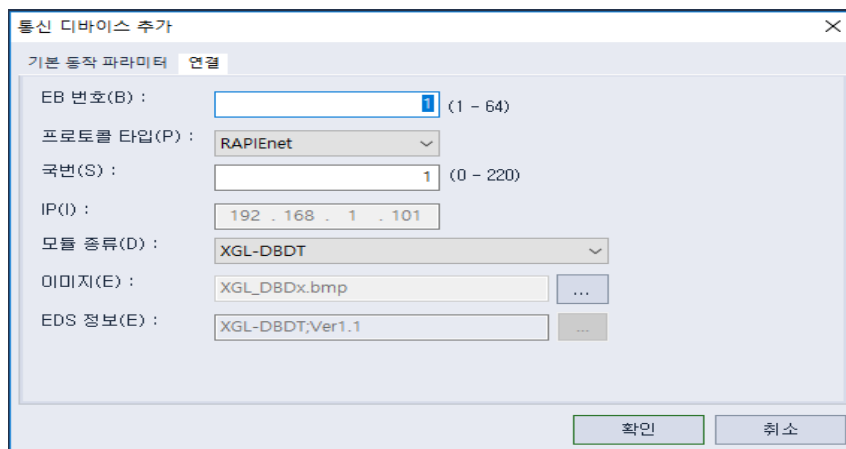 통신 디바이스 추가
기본 동작 파라미터 연결
EB 번호(B) : 1 (1 - 64)
프로토콜 타입(P) : RAPIEnet
국번(S) : 1 (0 - 220)
IP(I) : 192 . 168 . 1 . 101
모듈 종류(D) : XGL-DBDT
이미지(E) : XGL_DBDx.bmp ...
EDS 정보(E) : XGL-DBDT;Ver1.1 ...
확인 취소